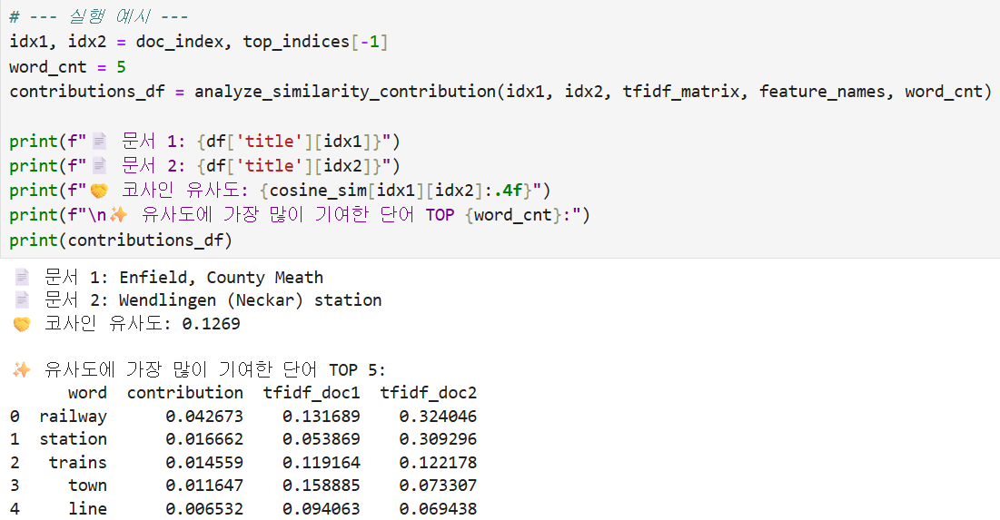 # --- 실행 예시 ---
idx1, idx2 = doc_index, top_indices[-1]
word_cnt = 5
contributions_df = analyze_similarity_contribution(idx1, idx2, tfidf_matrix, feature_names, word_cnt)

print(f"📄 문서 1: {df['title'][idx1]}")
print(f"📄 문서 2: {df['title'][idx2]}")
print(f"🤝 코사인 유사도: {cosine_sim[idx1][idx2]:.4f}")
print(f"\n✨ 유사도에 가장 많이 기여한 단어 TOP {word_cnt}:")
print(contributions_df)
📄 문서 1: Enfield, County Meath
📄 문서 2: Wendlingen (Neckar) station
🤝 코사인 유사도: 0.1269

✨ 유사도에 가장 많이 기여한 단어 TOP 5:
      word  contribution  tfidf_doc1  tfidf_doc2
0  railway      0.042673    0.131689    0.324046
1  station      0.016662    0.053869    0.309296
2   trains      0.014559    0.119164    0.122178
3     town      0.011647    0.158885    0.073307
4     line      0.006532    0.094063    0.069438